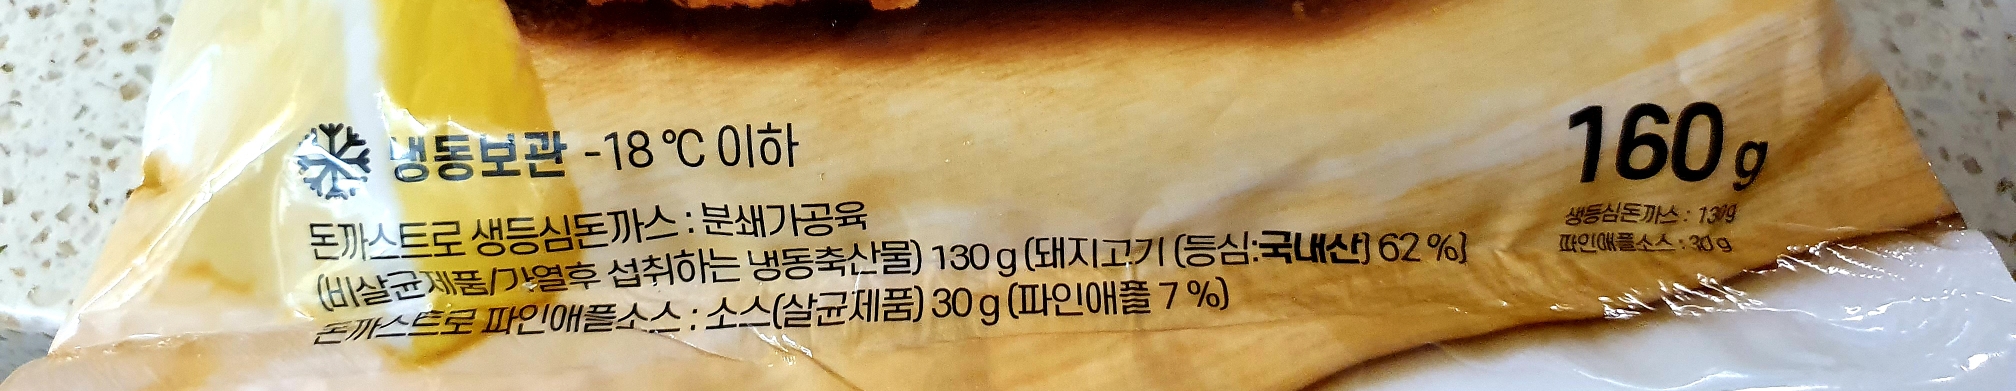 냉동보관 -18 ℃ 이하
160 g
생등심돈까스 : 130g
파인애플소스 : 30 g
돈까스트로 생등심돈까스 : 분쇄가공육
(비살균제품/가열후 섭취하는 냉동축산물) 130 g (돼지고기 (등심:국내산) 62 %)
돈까스트로 파인애플소스 : 소스(살균제품) 30 g (파인애플 7 %)